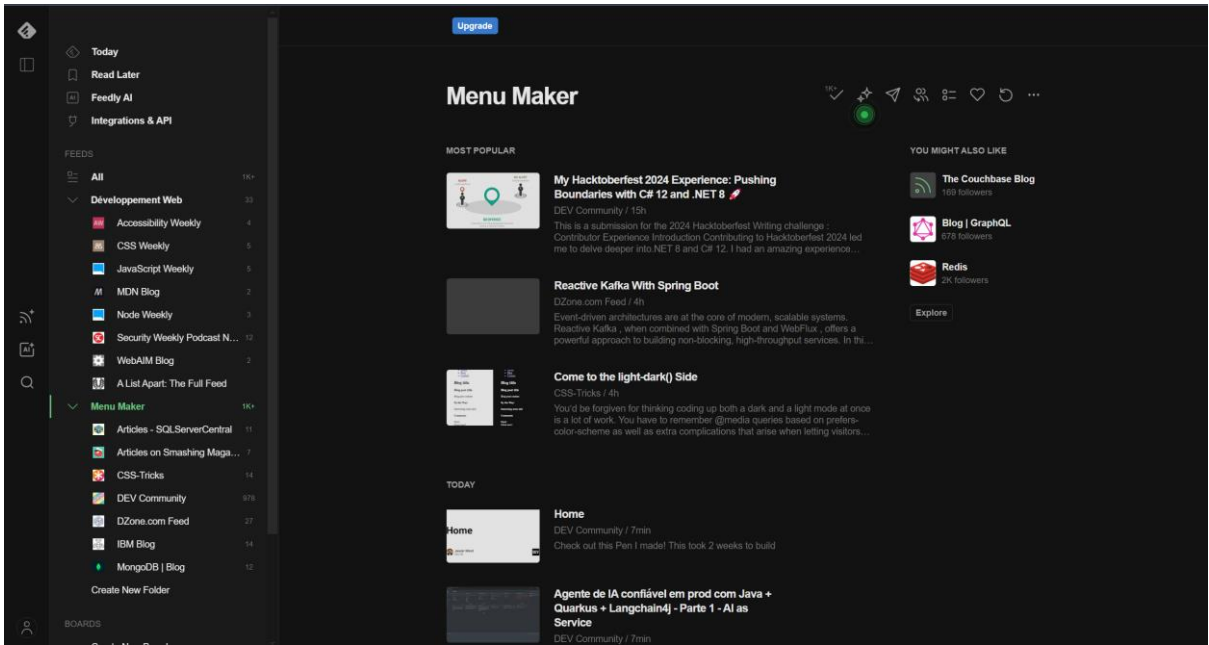 Upgrade
Today
Read Later
AI
Feedly AI
Integrations & API
FEEDS
All 1K+
Développement Web 33
Accessibility Weekly 4
CSS Weekly 5
JavaScript Weekly 5
MDN Blog 2
Node Weekly 3
Security Weekly Podcast N... 12
WebAIM Blog 2
A List Apart: The Full Feed
Menu Maker 1K+
Articles - SQLServerCentral 11
Articles on Smashing Maga... 7
CSS-Tricks 14
DEV Community 979
DZone.com Feed 27
IBM Blog 14
MongoDB | Blog 12
Create New Folder
BOARDS
Menu Maker
1K+
MOST POPULAR
My Hacktoberfest 2024 Experience: Pushing
Boundaries with C# 12 and .NET 8 🚀
DEV Community / 15h
This is a submission for the 2024 Hacktoberfest Writing challenge :
Contributor Experience Introduction Contributing to Hacktoberfest 2024 led
me to delve deeper into.NET 8 and C# 12. I had an amazing experience…
Reactive Kafka With Spring Boot
DZone.com Feed / 4h
Event-driven architectures are at the core of modern, scalable systems.
Reactive Kafka , when combined with Spring Boot and WebFlux , offers a
powerful approach to building non-blocking, high-throughput services. In thi…
Come to the light-dark() Side
CSS-Tricks / 4h
You'd be forgiven for thinking coding up both a dark and a light mode at once
is a lot of work. You have to remember @media queries based on prefers-
color-scheme as well as extra complications that arise when letting visitors…
TODAY
Home
Home
DEV Community / 7min
Check out this Pen I made! This took 2 weeks to build
Agente de IA confiável em prod com Java +
Quarkus + Langchain4j - Parte 1 - AI as
Service
DEV Community / 7min
YOU MIGHT ALSO LIKE
The Couchbase Blog
169 followers
Blog | GraphQL
678 followers
Redis
2K followers
Explore